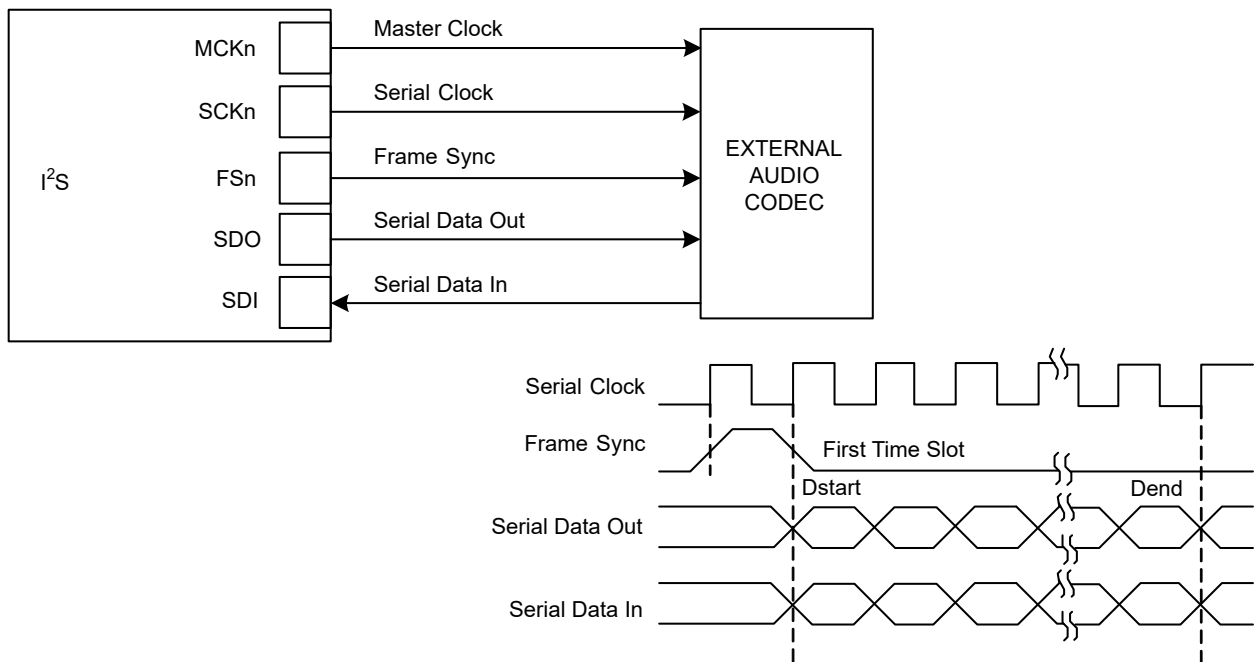 MCKn
Master Clock
SCKn
Serial Clock
I²S
FSn
Frame Sync
EXTERNAL
AUDIO
CODEC
SDO
Serial Data Out
SDI
Serial Data In
Serial Clock
Frame Sync
First Time Slot
Dstart
Dend
Serial Data Out
Serial Data In